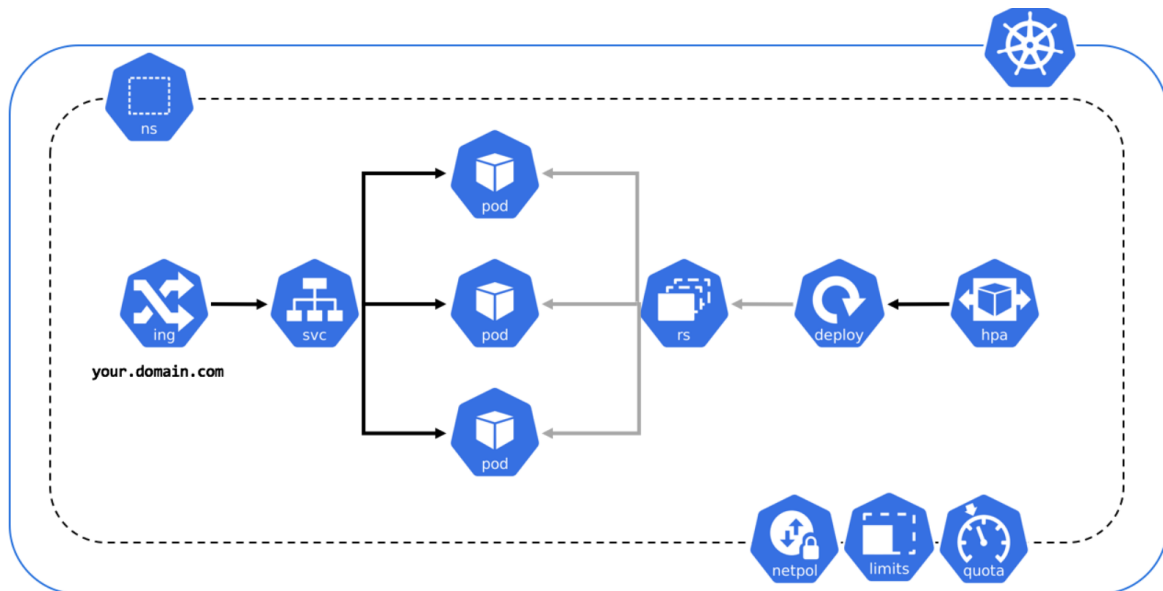 ns
pod
ing
svc
pod
rs
deploy
hpa
your.domain.com
pod
netpol
limits
quota